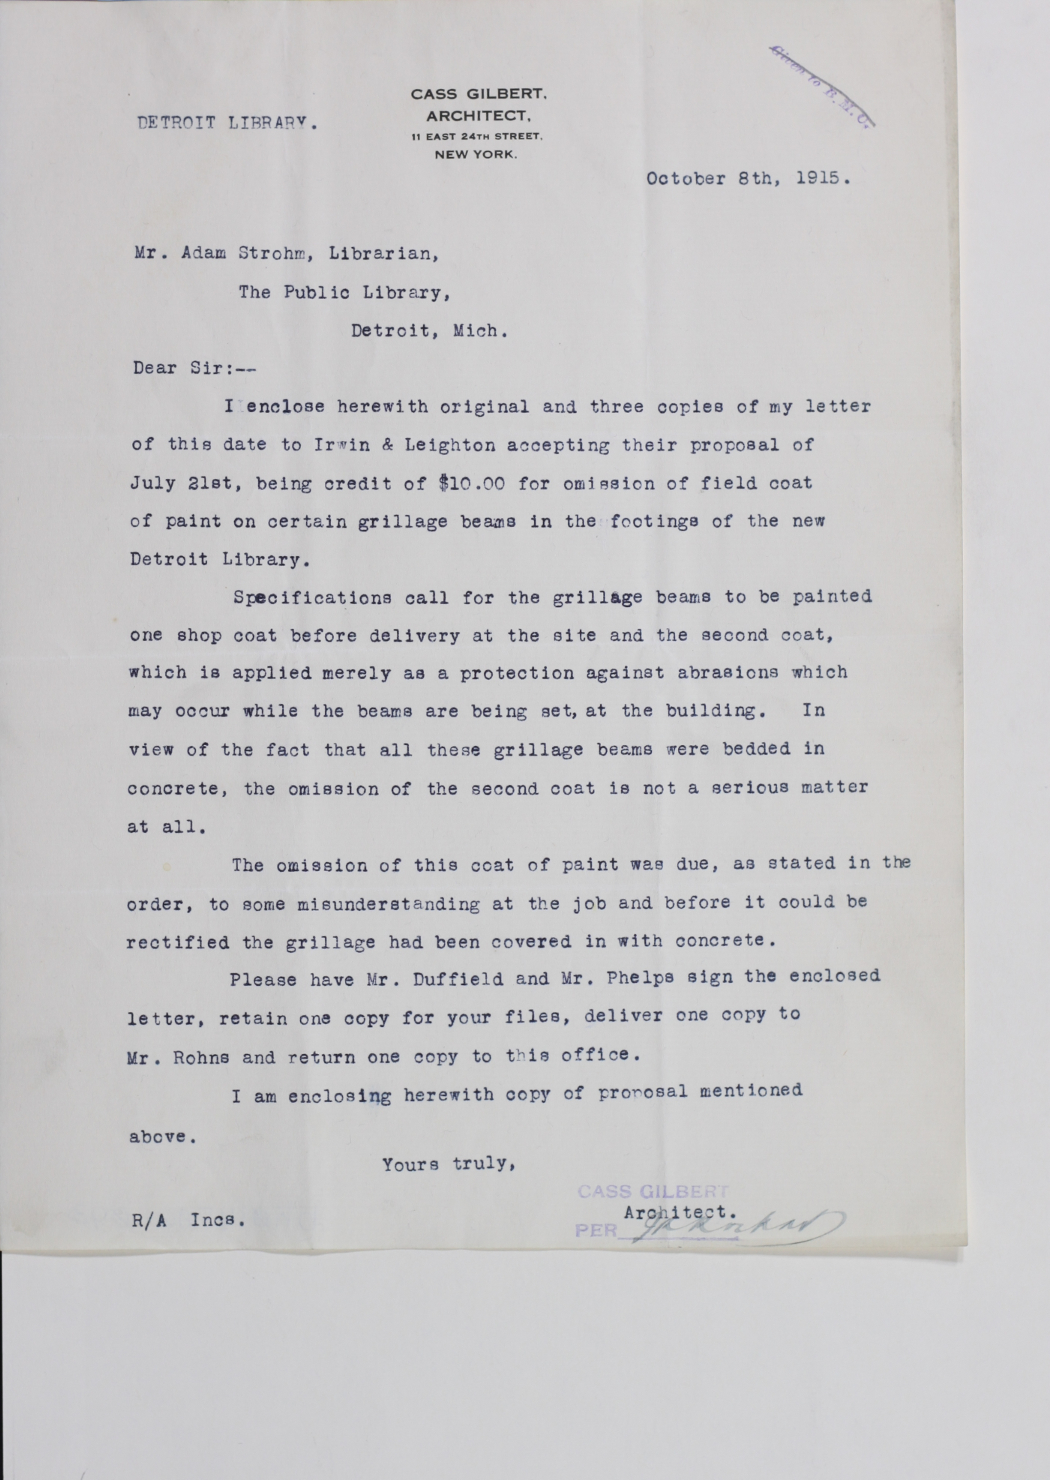 Given to B. M. C.
CASS GILBERT,
ARCHITECT,
11 EAST 24TH STREET,
NEW YORK.
DETROIT LIBRARY.
October 8th, 1915.
Mr. Adam Strohm, Librarian,
The Public Library,
Detroit, Mich.
Dear Sir:--
I enclose herewith original and three copies of my letter
of this date to Irwin & Leighton accepting their proposal of
July 21st, being credit of $10.00 for omission of field coat
of paint on certain grillage beams in the footings of the new
Detroit Library.
Specifications call for the grillage beams to be painted
one shop coat before delivery at the site and the second coat,
which is applied merely as a protection against abrasions which
may occur while the beams are being set, at the building. In
view of the fact that all these grillage beams were bedded in
concrete, the omission of the second coat is not a serious matter
at all.
The omission of this coat of paint was due, as stated in the
order, to some misunderstanding at the job and before it could be
rectified the grillage had been covered in with concrete.
Please have Mr. Duffield and Mr. Phelps sign the enclosed
letter, retain one copy for your files, deliver one copy to
Mr. Rohns and return one copy to this office.
I am enclosing herewith copy of proposal mentioned
above.
Yours truly,
CASS GILBERT
Architect.
PER
R/A Incs.